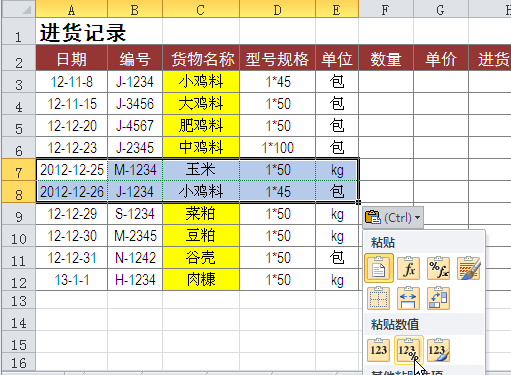 A B C D E F G H
1 进货记录
2 日期 编号 货物名称 型号规格 单位 数量 单价 进货
3 12-11-8 J-1234 小鸡料 1*45 包
4 12-11-15 J-3456 大鸡料 1*50 包
5 12-12-20 J-4567 肥鸡料 1*50 包
6 12-12-23 J-2345 中鸡料 1*100 包
7 2012-12-25 M-1234 玉米 1*50 kg
8 2012-12-26 J-1234 小鸡料 1*45 包
9 12-12-29 S-1234 菜粕 1*50 kg
(Ctrl)
10 12-12-30 M-2345 豆粕 1*50 kg
粘贴
11 12-12-31 N-1242 谷壳 1*50 包
fx %fx
12 13-1-1 H-1234 肉糠 1*50 kg
13
14
粘贴数值
15
123 123% 123
16